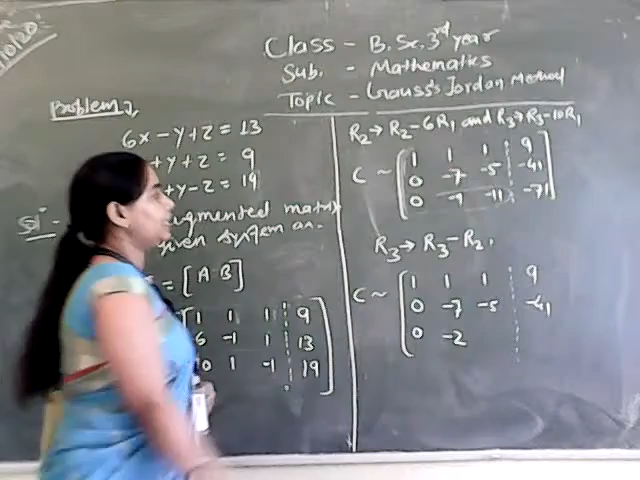 10/20
Class - B.Sc. 3rd year
Sub. - Mathematics
Topic - Gauss's Jordan Method
Problem 2,
6x - y + z = 13
+ y + z = 9
+ y - z = 19
Sol -
augmented matrix
given system as.
= [A : B]
1 1 1 9
6 -1 1 13
0 1 -1 19
R2 → R2 - 6R1 and R3 → R3 - 10R1
C ~ [ 1 1 1 9
0 -7 -5 -41
0 -9 -11 -71 ]
R3 → R3 - R2,
C ~ [ 1 1 1 9
0 -7 -5 -41
0 -2